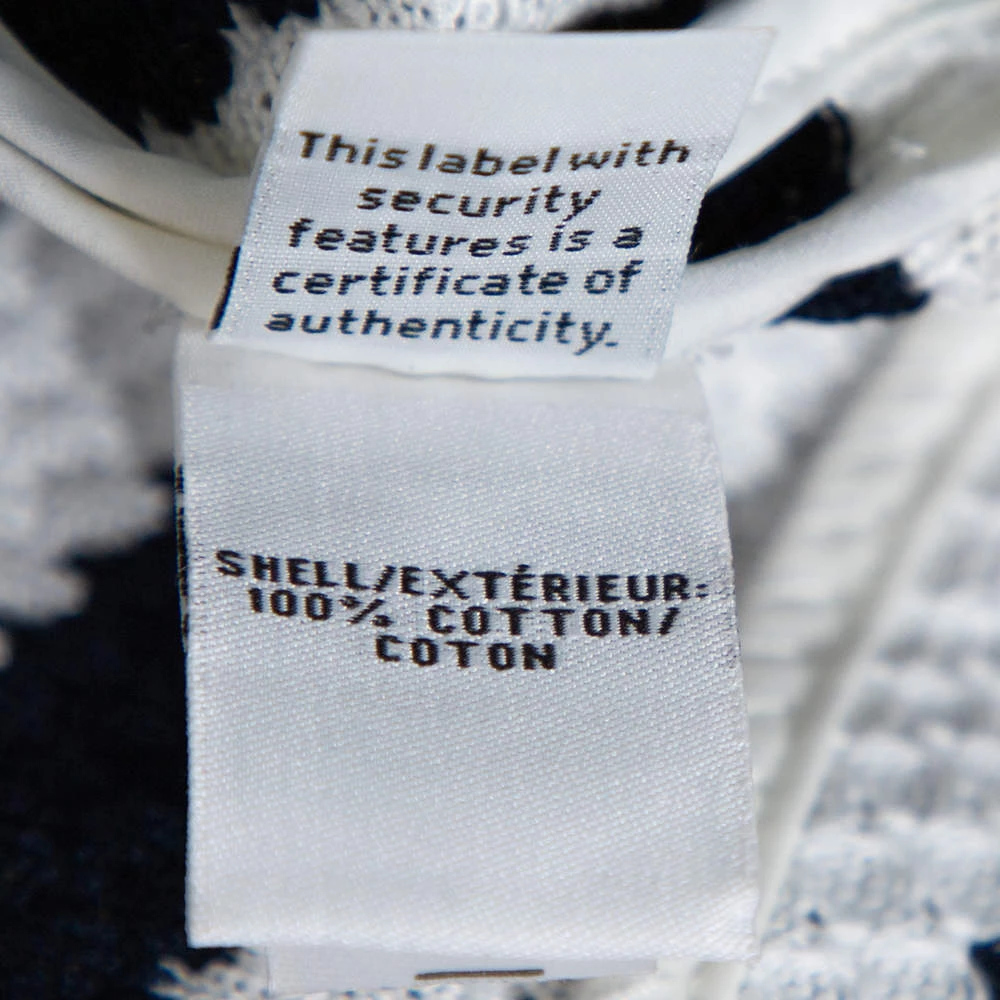 This label with
security
features is a
certificate of
authenticity.
SHELL/EXTÉRIEUR:
100% COTTON/
COTON